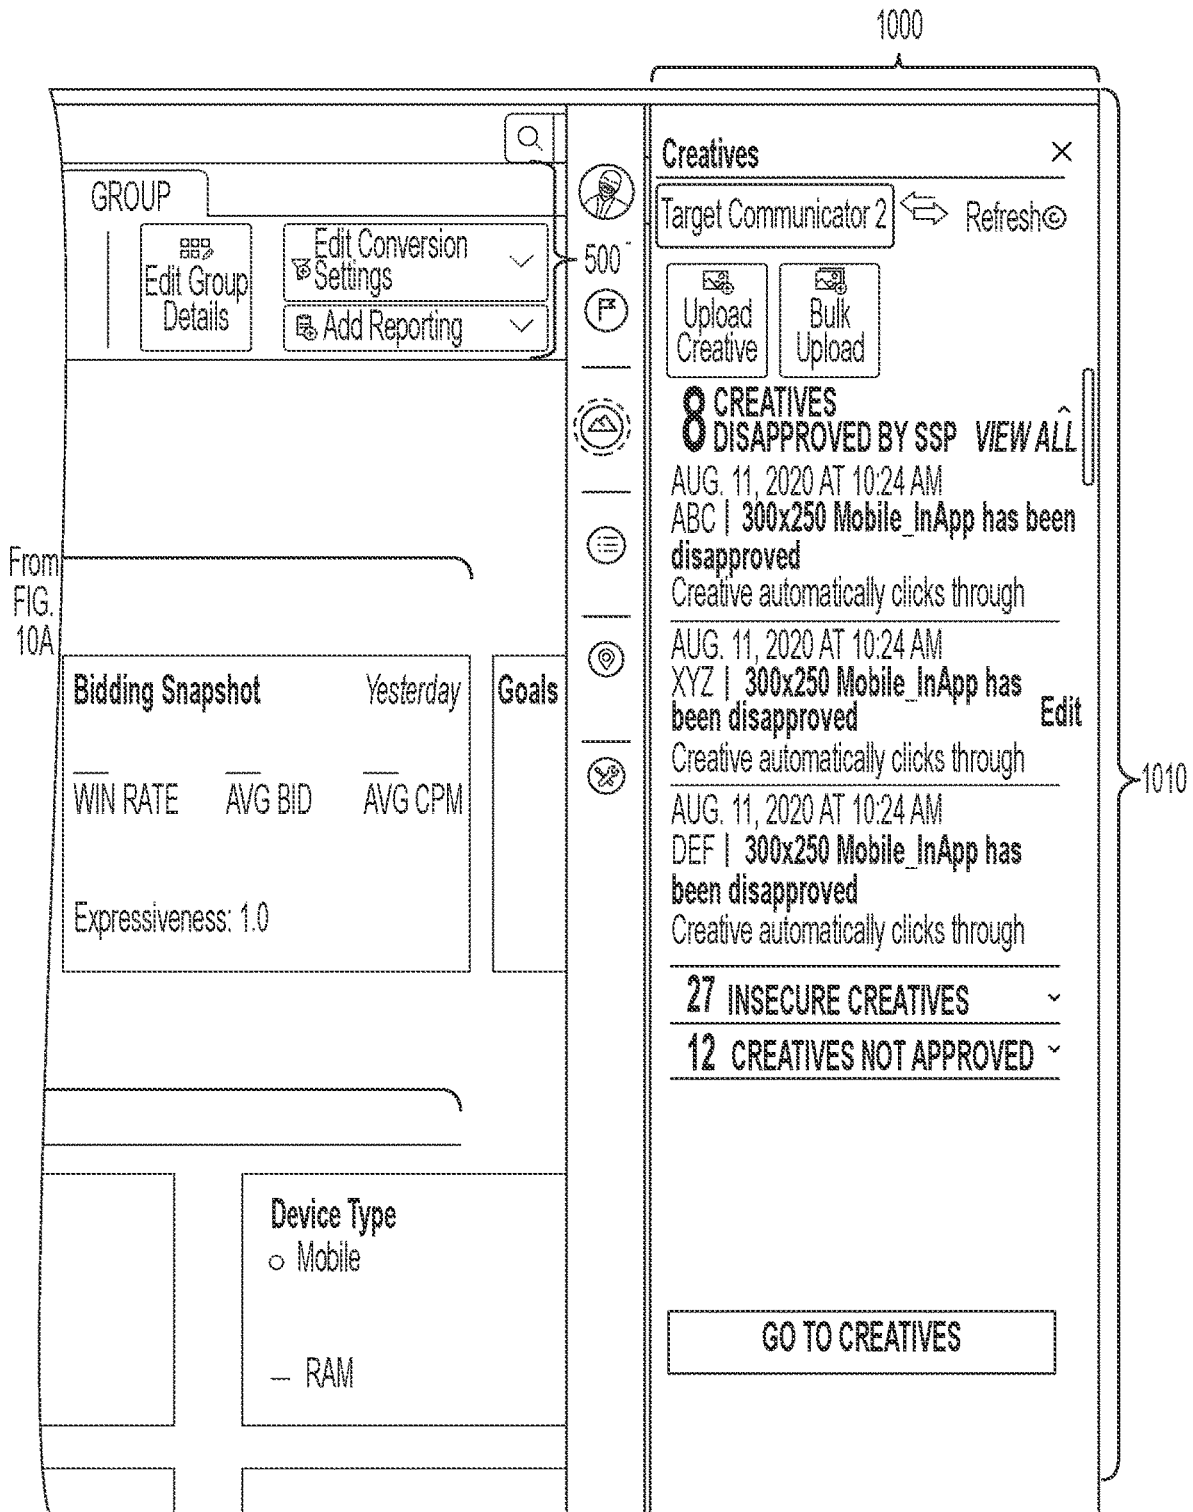 1000
Creatives
GROUP
Target Communicator 2
Refresh
Edit Conversion
Settings
500
Edit Group
Details
Add Reporting
Upload
Creative
Bulk
Upload
8 CREATIVES
DISAPPROVED BY SSP VIEW ALL
AUG. 11, 2020 AT 10:24 AM
ABC | 300x250 Mobile_InApp has been
disapproved
Creative automatically clicks through
From
FIG.
10A
AUG. 11, 2020 AT 10:24 AM
XYZ | 300x250 Mobile_InApp has
been disapproved
Edit
Creative automatically clicks through
Bidding Snapshot Yesterday
Goals
WIN RATE AVG BID AVG CPM
1010
AUG. 11, 2020 AT 10:24 AM
DEF | 300x250 Mobile_InApp has
been disapproved
Creative automatically clicks through
Expressiveness: 1.0
27 INSECURE CREATIVES
12 CREATIVES NOT APPROVED
Device Type
Mobile
RAM
GO TO CREATIVES